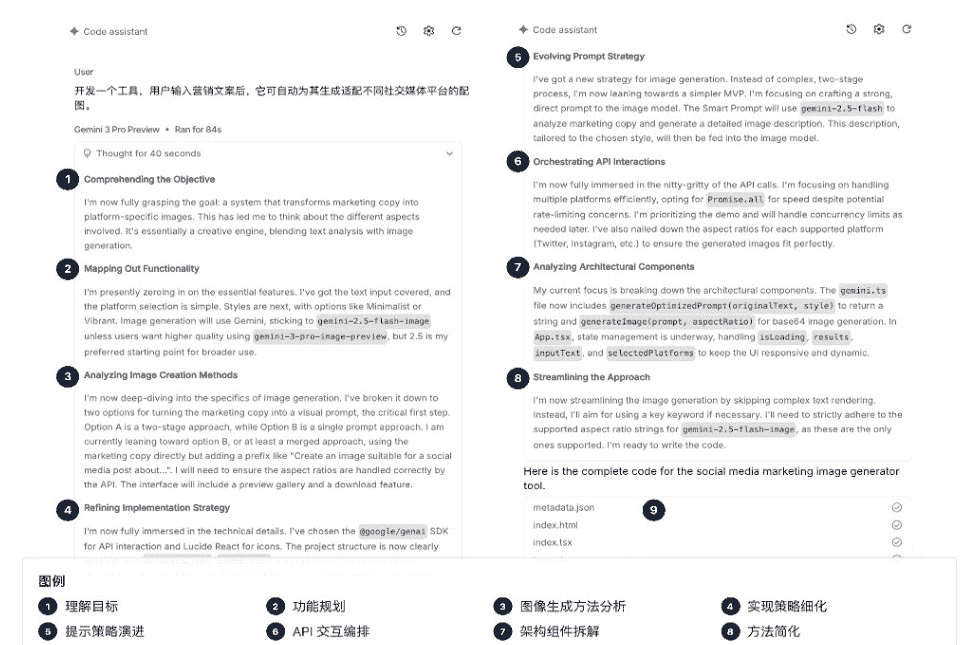 Code assistant
User
开发一个工具，用户输入营销文案后，它可自动为其生成适配不同社交媒体平台的配
图。
Gemini 3 Pro Preview • Ran for 84s
Thought for 40 seconds
1 Comprehending the Objective
I'm now fully grasping the goal: a system that transforms marketing copy into
platform-specific images. This has led me to think about the different aspects
involved. It's essentially a creative engine, blending text analysis with image
generation.
2 Mapping Out Functionality
I'm presently zeroing in on the essential features. I've got the text input covered, and
the platform selection is simple. Styles are next, with options like Minimalist or
Vibrant. Image generation will use Gemini, sticking to gemini-2.5-flash-image
unless users want higher quality using gemini-3-pro-image-preview, but 2.5 is my
preferred starting point for broader use.
3 Analyzing Image Creation Methods
I'm now deep-diving into the specifics of image generation. I've broken it down to
two options for turning the marketing copy into a visual prompt, the critical first step.
Option A is a two-stage approach, while Option B is a single prompt approach. I am
currently leaning toward option B, or at least a merged approach, using the
marketing copy directly but adding a prefix like "Create an image suitable for a social
media post about...". I will need to ensure the aspect ratios are handled correctly by
the API. The interface will include a preview gallery and a download feature.
4 Refining Implementation Strategy
I'm now fully immersed in the technical details. I've chosen the @google/genai SDK
for API interaction and Lucide React for icons. The project structure is now clearly
Code assistant
5 Evolving Prompt Strategy
I've got a new strategy for image generation. Instead of complex, two-stage
process, I'm now leaning towards a simpler MVP. I'm focusing on crafting a strong,
direct prompt to the image model. The Smart Prompt will use gemini-2.5-flash to
analyze marketing copy and generate a detailed image description. This description,
tailored to the chosen style, will then be fed into the image model.
6 Orchestrating API Interactions
I'm now fully immersed in the nitty-gritty of the API calls. I'm focusing on handling
multiple platforms efficiently, opting for Promise.all for speed despite potential
rate-limiting concerns. I'm prioritizing the demo and will handle concurrency limits as
needed later. I've also nailed down the aspect ratios for each supported platform
(Twitter, Instagram, etc.) to ensure the generated images fit perfectly.
7 Analyzing Architectural Components
My current focus is breaking down the architectural components. The gemini.ts
file now includes generateOptimizedPrompt(originalText, style) to return a
string and generateImage(prompt, aspectRatio) for base64 image generation. In
App.tsx, state management is underway, handling isLoading, results,
inputText, and selectedPlatforms to keep the UI responsive and dynamic.
8 Streamlining the Approach
I'm now streamlining the image generation by skipping complex text rendering.
Instead, I'll aim for using a key keyword if necessary. I'll need to strictly adhere to the
supported aspect ratio strings for gemini-2.5-flash-image, as these are the only
ones supported. I'm ready to write the code.
Here is the complete code for the social media marketing image generator
tool.
metadata.json
9
index.html
index.tsx
图例
1 理解目标 2 功能规划 3 图像生成方法分析 4 实现策略细化
5 提示策略演进 6 API 交互编排 7 架构组件拆解 8 方法简化